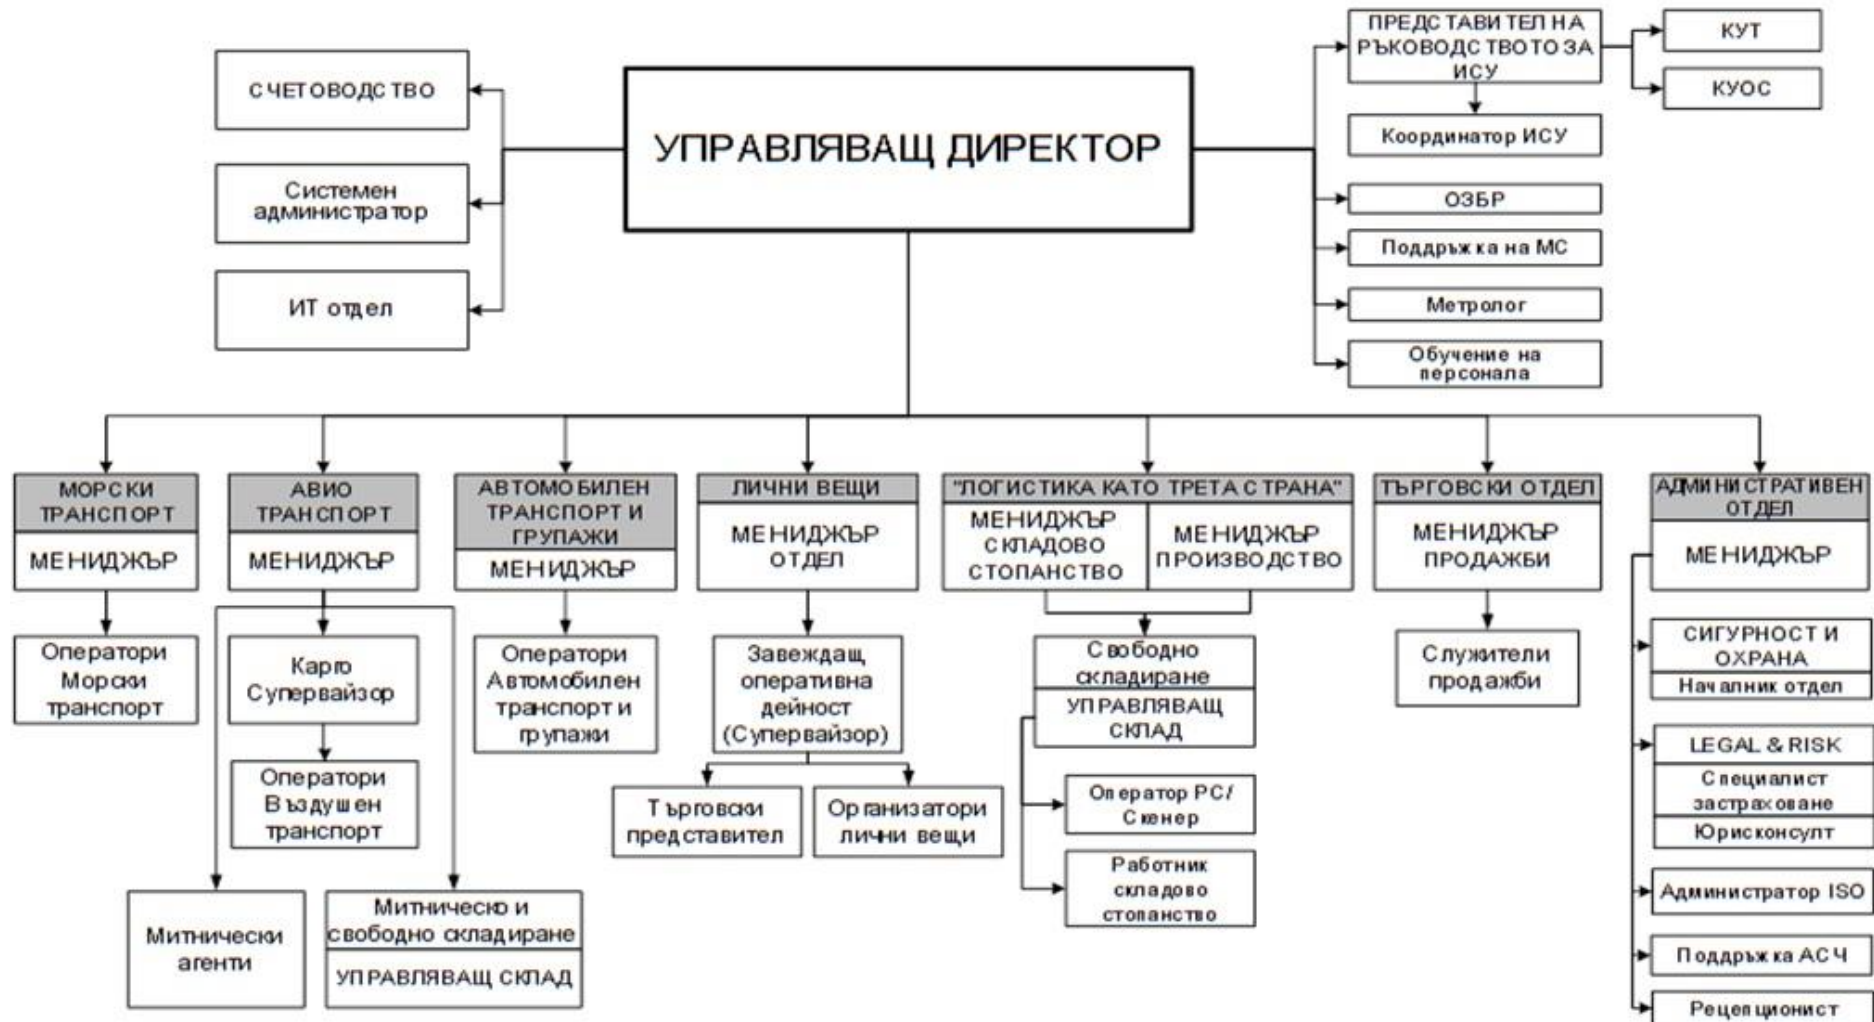 СЧЕТОВОДСТВО
Системен
администратор
ИТ отдел
УПРАВЛЯВАЩ ДИРЕКТОР
ПРЕДСТАВИТЕЛ НА
РЪКОВОДСТВОТО ЗА
ИСУ
КУТ
КУОС
Координатор ИСУ
ОЗБР
Поддръжка на МС
Метролог
Обучение на
персонала
МОРСКИ
ТРАНСПОРТ
МЕНИДЖЪР
Оператори
Морски
транспорт
АВИО
ТРАНСПОРТ
МЕНИДЖЪР
Карго
Супервайзор
Оператори
Въздушен
транспорт
Митнически
агенти
Митническо и
свободно складиране
УПРАВЛЯВАЩ СКЛАД
АВТОМОБИЛЕН
ТРАНСПОРТ И
ГРУПАЖИ
МЕНИДЖЪР
Оператори
Автомобилен
транспорт и
групажи
ЛИЧНИ ВЕЩИ
МЕНИДЖЪР
ОТДЕЛ
Завеждащ
оперативна
дейност
(Супервайзор)
Търговски
представител
Организатори
лични вещи
"ЛОГИСТИКА КАТО ТРЕТА СТРАНА"
МЕНИДЖЪР
СКЛАДОВО
СТОПАНСТВО
МЕНИДЖЪР
ПРОИЗВОДСТВО
Свободно
складиране
УПРАВЛЯВАЩ
СКЛАД
Оператор PC/
Скенер
Работник
складово
стопанство
ТЪРГОВСКИ ОТДЕЛ
МЕНИДЖЪР
ПРОДАЖБИ
Служители
продажби
АДМИНИСТРАТИВЕН
ОТДЕЛ
МЕНИДЖЪР
СИГУРНОСТ И
ОХРАНА
Началник отдел
LEGAL & RISK
Специалист
застраховане
Юрисконсулт
Администратор ISO
Поддръжка АСЧ
Рецепционист